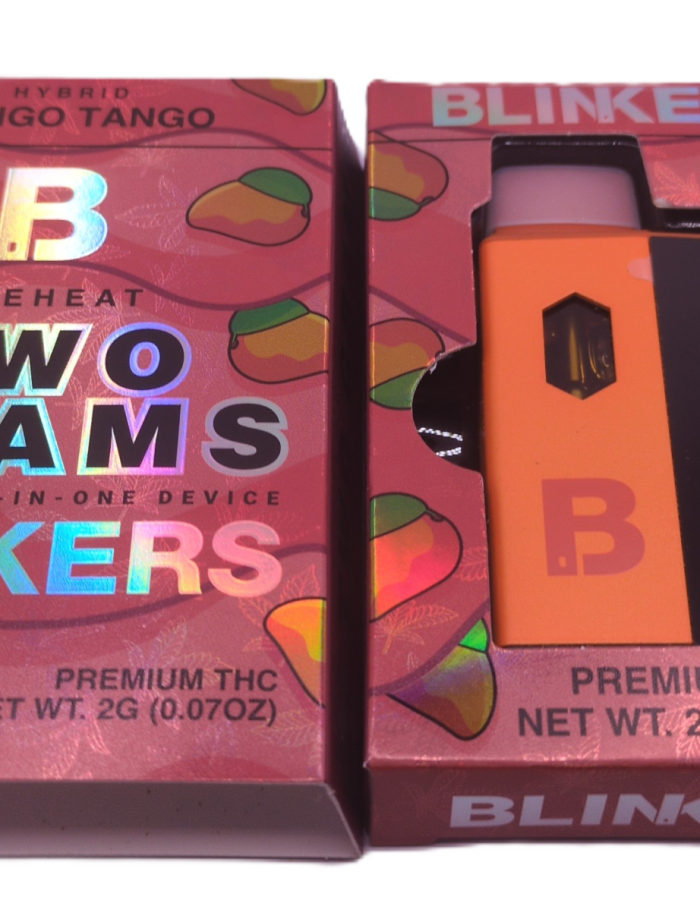 HYBRID
NGO TANGO
B
EHEAT
WO
AMS
-IN-ONE DEVICE
KERS
PREMIUM THC
ET WT. 2G (0.07OZ)
BLINKE
B
PREMIU
NET WT. 2
BLINK